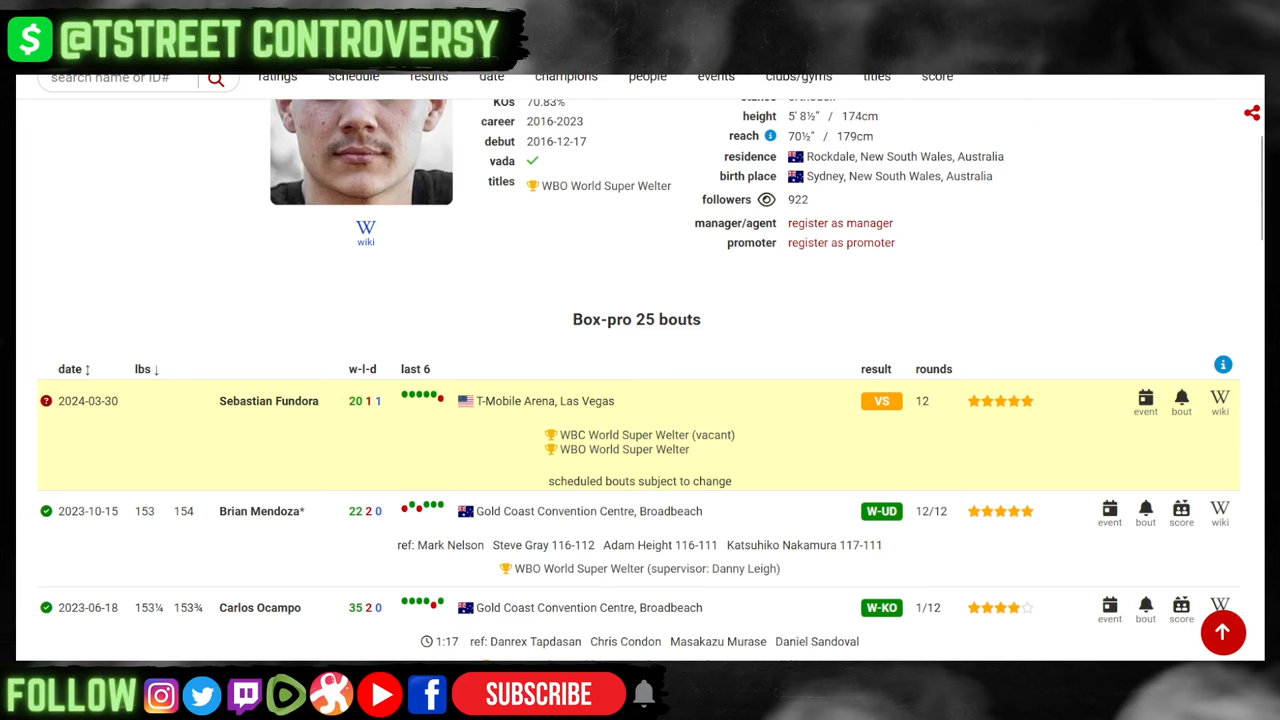 $ @TSTREET CONTROVERSY
search name or ID# ratings schedule results date champions people events clubs/gyms titles score
KOs 70.83%
career 2016-2023
debut 2016-12-17
vada
titles WBO World Super Welter
W
wiki
stance orthodox
height 5' 8½" / 174cm
reach 70½" / 179cm
residence Rockdale, New South Wales, Australia
birth place Sydney, New South Wales, Australia
followers 922
manager/agent register as manager
promoter register as promoter
Box-pro 25 bouts
date lbs w-l-d last 6 result rounds
2024-03-30 Sebastian Fundora 20 1 1 T-Mobile Arena, Las Vegas VS 12 event bout W wiki
WBC World Super Welter (vacant)
WBO World Super Welter
scheduled bouts subject to change
2023-10-15 153 154 Brian Mendoza* 22 2 0 Gold Coast Convention Centre, Broadbeach W-UD 12/12 event bout score W wiki
ref: Mark Nelson Steve Gray 116-112 Adam Height 116-111 Katsuhiko Nakamura 117-111
WBO World Super Welter (supervisor: Danny Leigh)
2023-06-18 153¼ 153¾ Carlos Ocampo 35 2 0 Gold Coast Convention Centre, Broadbeach W-KO 1/12 event bout score W
1:17 ref: Danrex Tapdasan Chris Condon Masakazu Murase Daniel Sandoval
FOLLOW SUBSCRIBE